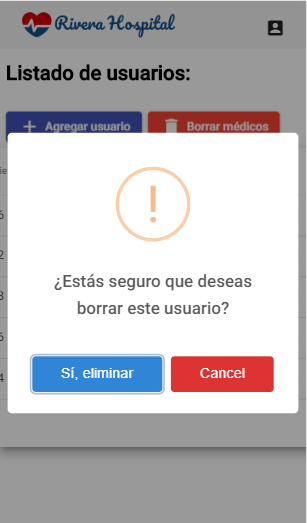 Rivera Hospital
Listado de usuarios:
Agregar usuario
Borrar médicos
!
¿Estás seguro que deseas
borrar este usuario?
Sí, eliminar
Cancel